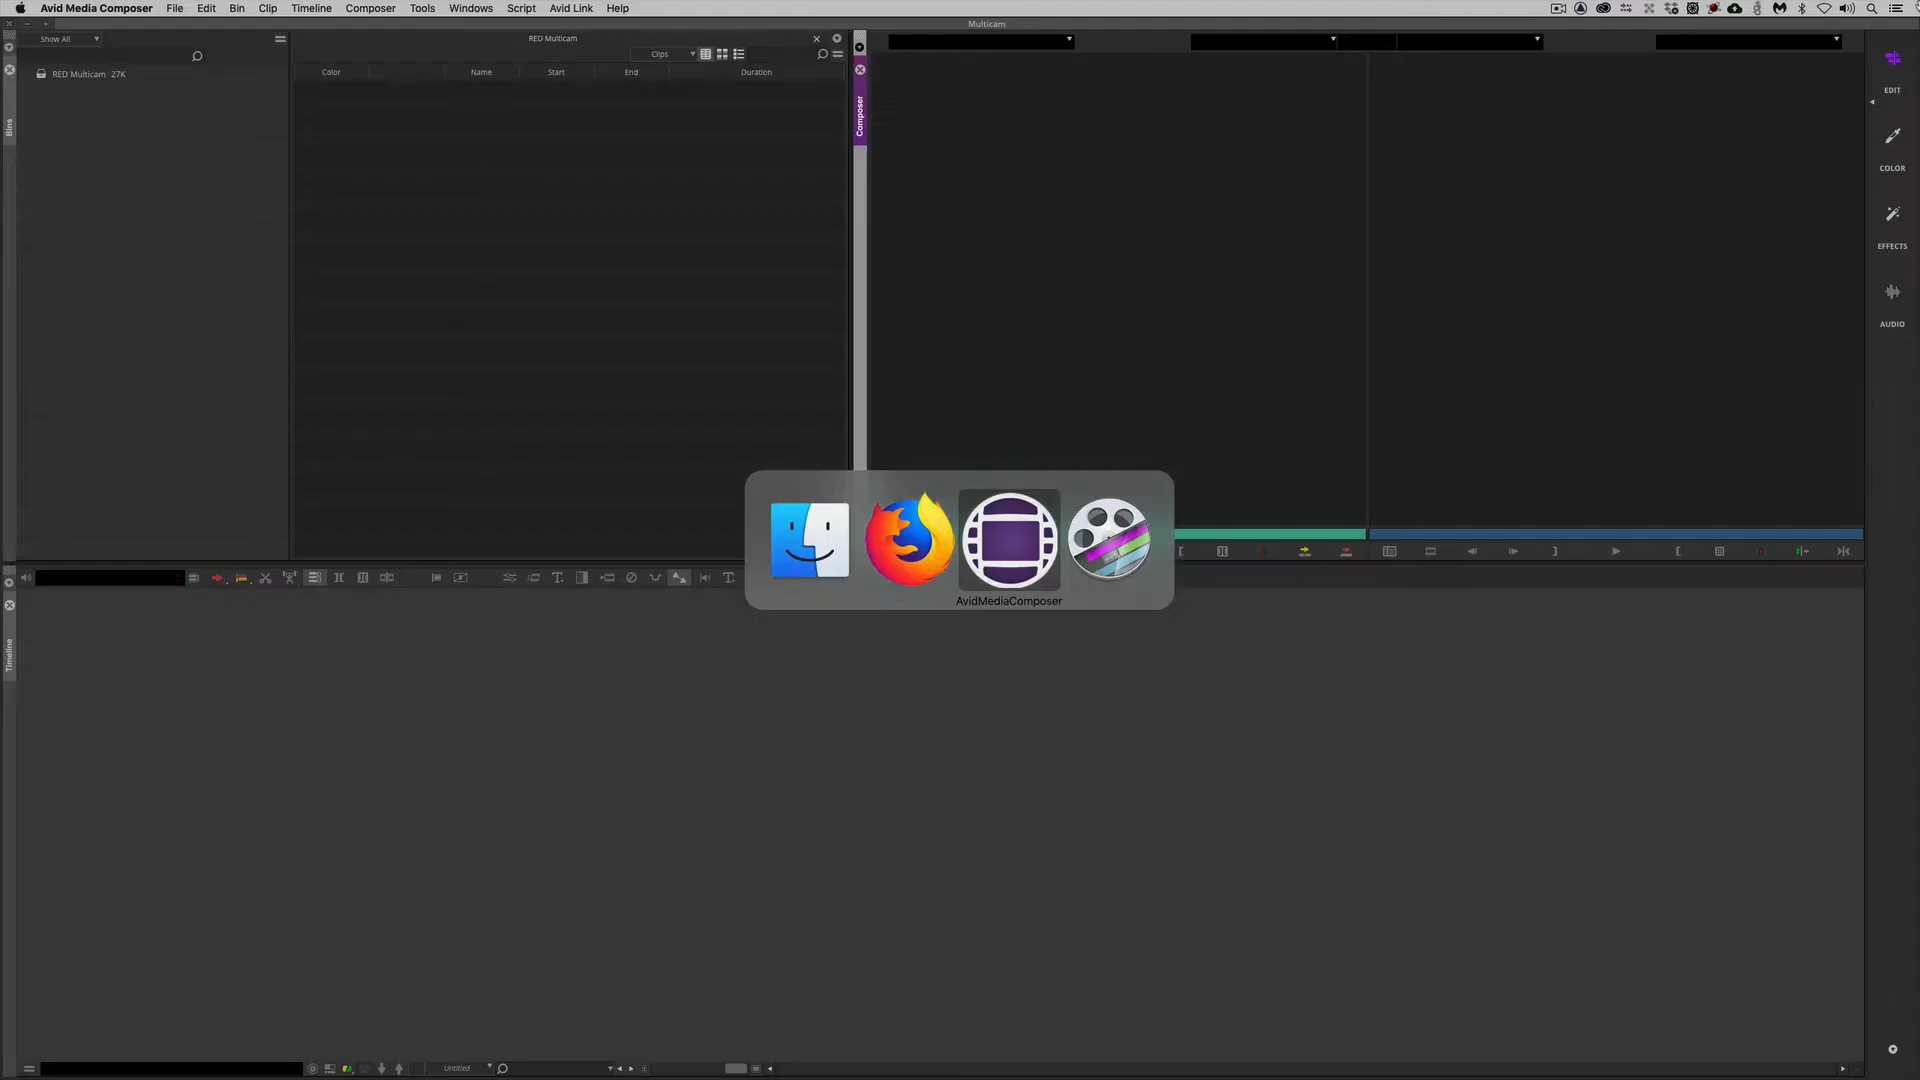 Avid Media Composer File Edit Bin Clip Timeline Composer Tools Windows Script Avid Link Help
Multicam
Show All
RED Multicam
Clips
RED Multicam 27K
Color Name Start End Duration
Bins
Composer
EDIT
COLOR
EFFECTS
AUDIO
AvidMediaComposer
Timeline
Untitled